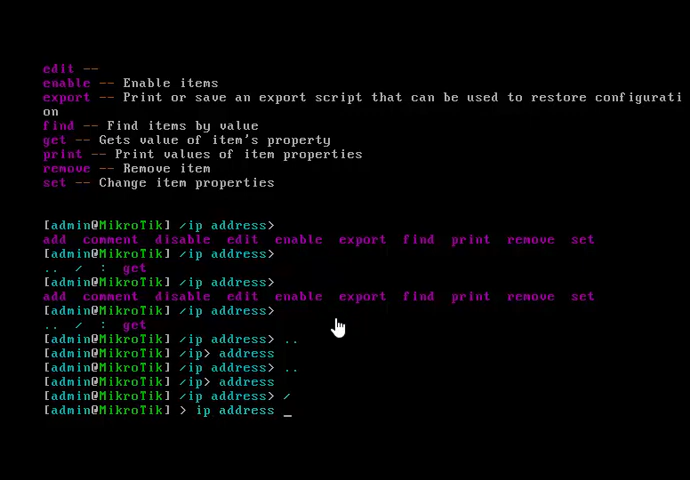 edit --
enable -- Enable items
export -- Print or save an export script that can be used to restore configurati
on
find -- Find items by value
get -- Gets value of item's property
print -- Print values of item properties
remove -- Remove item
set -- Change item properties
[admin@MikroTik] /ip address>
add comment disable edit enable export find print remove set
[admin@MikroTik] /ip address>
.. / : get
[admin@MikroTik] /ip address>
add comment disable edit enable export find print remove set
[admin@MikroTik] /ip address>
.. / : get
[admin@MikroTik] /ip address> ..
[admin@MikroTik] /ip> address
[admin@MikroTik] /ip address> ..
[admin@MikroTik] /ip> address
[admin@MikroTik] /ip address> /
[admin@MikroTik] > ip address _